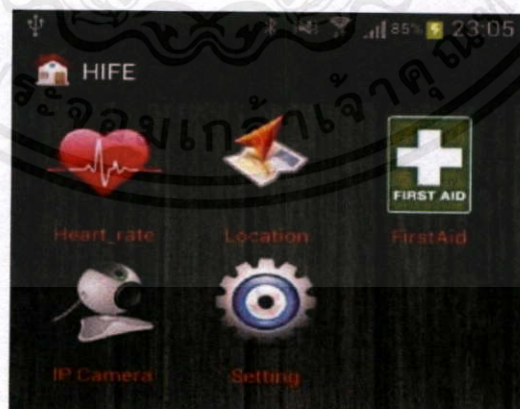 85% 23:05
HIFE
FIRST AID
Heart_rate Location FirstAid
IP Camera Setting